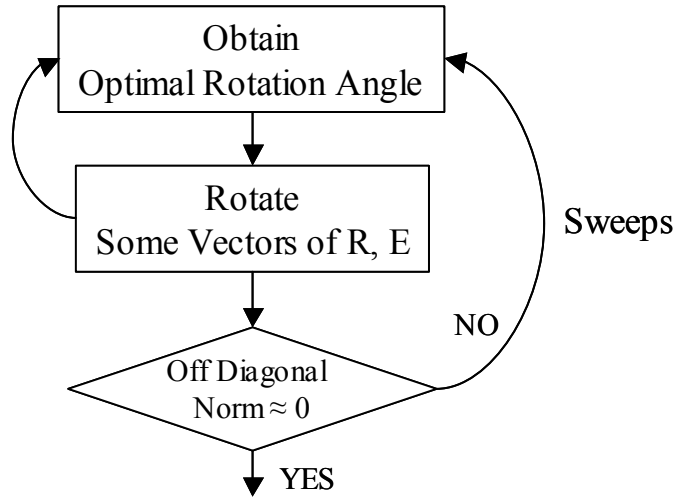 Obtain
Optimal Rotation Angle
Rotate
Some Vectors of R, E
Sweeps
NO
Off Diagonal
Norm ≈ 0
YES